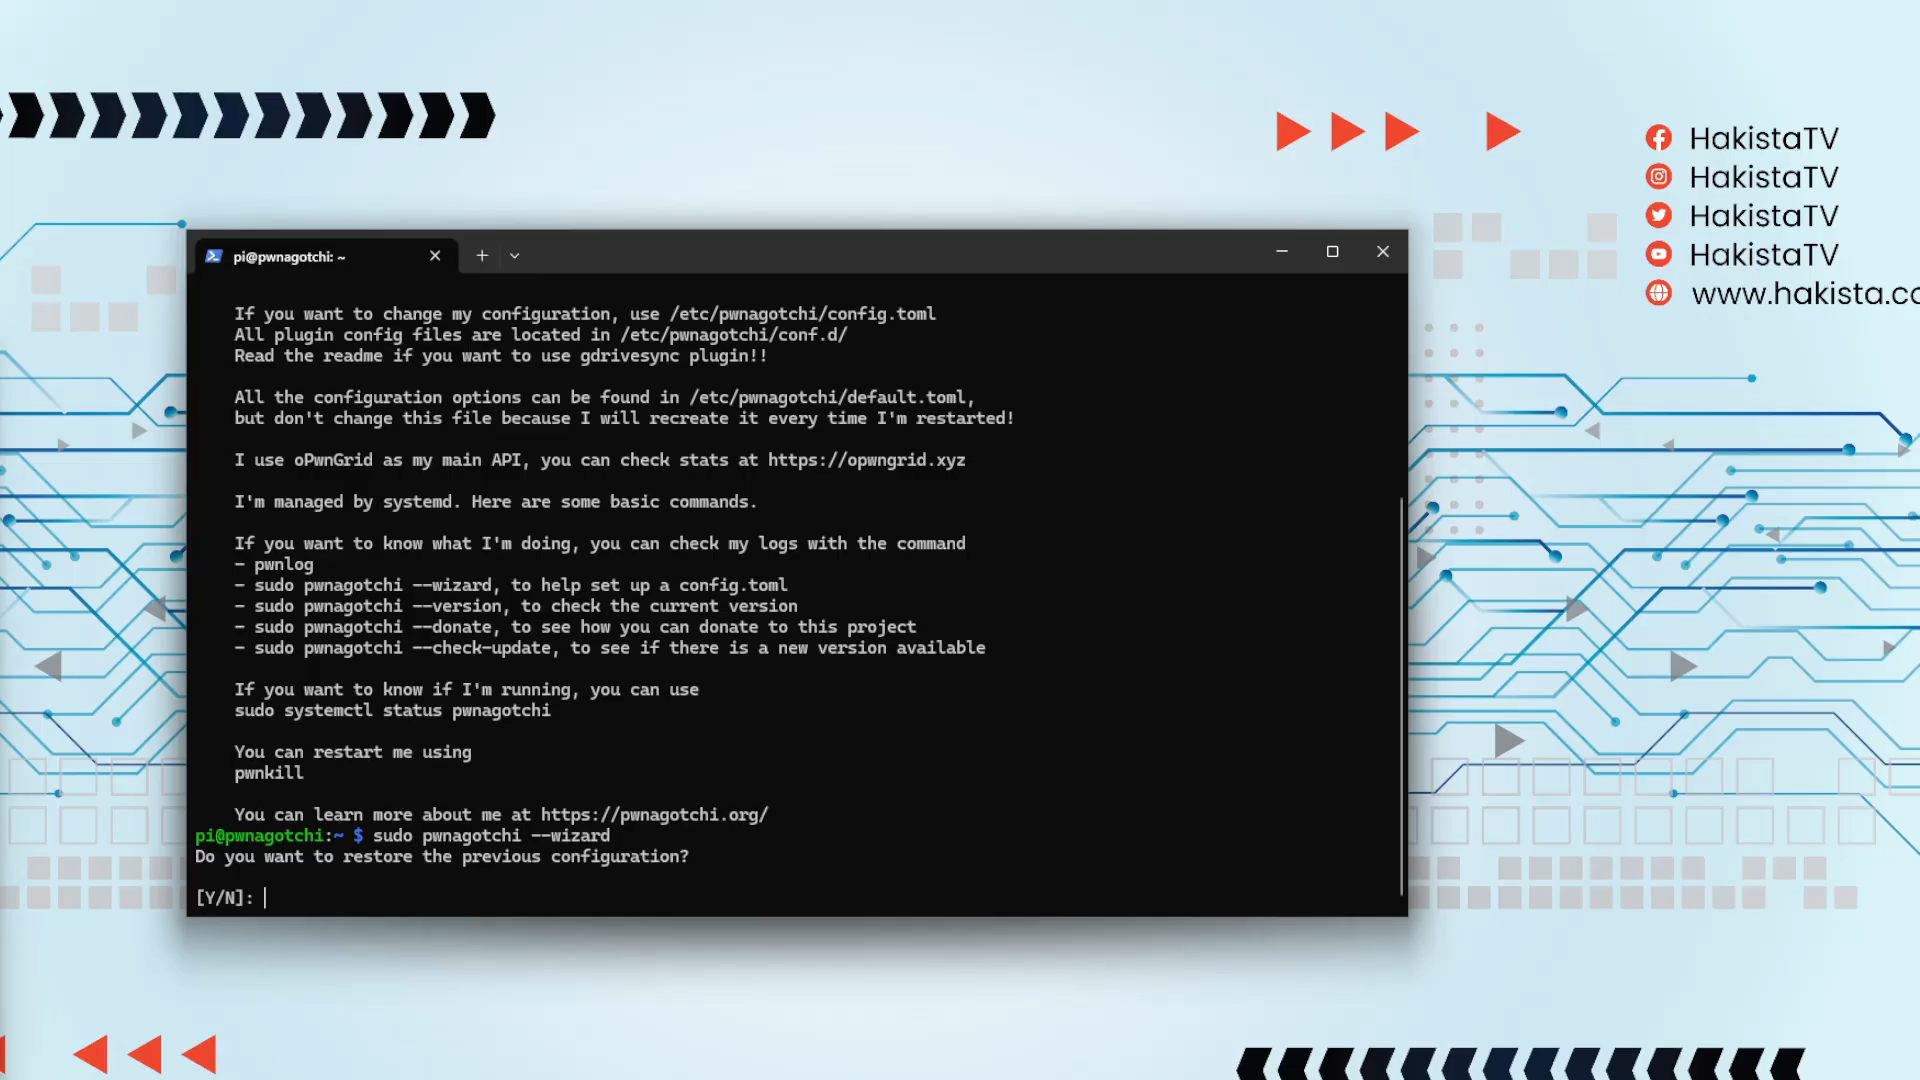 HakistaTV
HakistaTV
HakistaTV
HakistaTV
www.hakista.co
pi@pwnagotchi: ~
If you want to change my configuration, use /etc/pwnagotchi/config.toml
All plugin config files are located in /etc/pwnagotchi/conf.d/
Read the readme if you want to use gdrivesync plugin!!
All the configuration options can be found in /etc/pwnagotchi/default.toml,
but don't change this file because I will recreate it every time I'm restarted!
I use oPwnGrid as my main API, you can check stats at https://opwngrid.xyz
I'm managed by systemd. Here are some basic commands.
If you want to know what I'm doing, you can check my logs with the command
- pwnlog
- sudo pwnagotchi --wizard, to help set up a config.toml
- sudo pwnagotchi --version, to check the current version
- sudo pwnagotchi --donate, to see how you can donate to this project
- sudo pwnagotchi --check-update, to see if there is a new version available
If you want to know if I'm running, you can use
sudo systemctl status pwnagotchi
You can restart me using
pwnkill
You can learn more about me at https://pwnagotchi.org/
pi@pwnagotchi:~ $ sudo pwnagotchi --wizard
Do you want to restore the previous configuration?
[Y/N]: